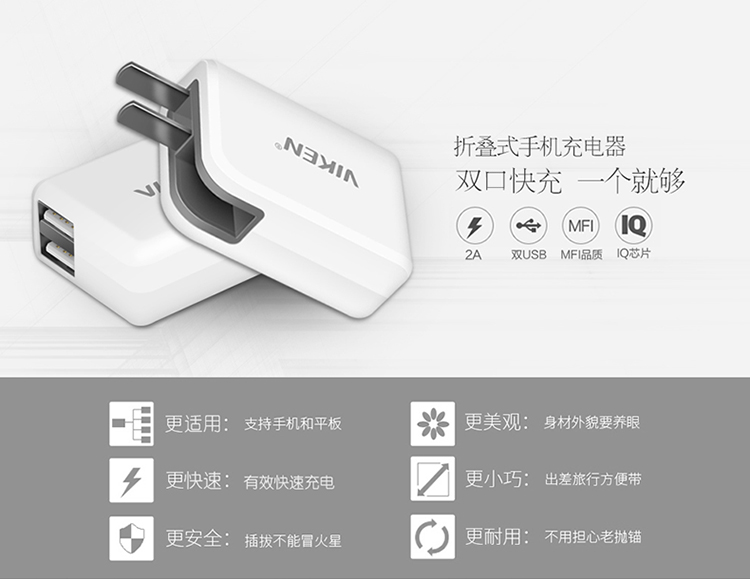 VIKEN®
VI
折叠式手机充电器
双口快充 一个就够
MFI IQ
2A 双USB MFI品质 IQ芯片
更适用： 支持手机和平板
更美观： 身材外貌要养眼
更快速： 有效快速充电
更小巧： 出差旅行方便带
更安全： 插拔不能冒火星
更耐用： 不用担心老抛锚